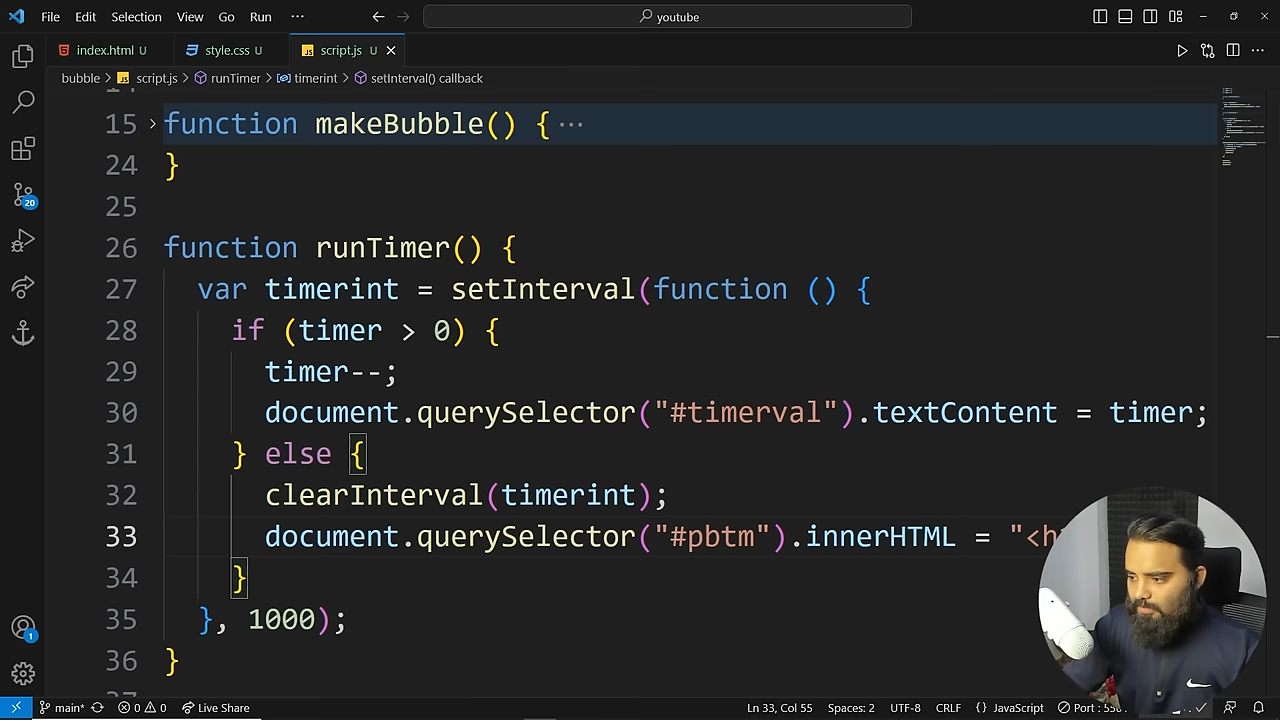 File Edit Selection View Go Run ··· youtube
index.html U style.css U script.js U
bubble > script.js > runTimer > timerint > setInterval() callback
15 function makeBubble() {···
24 }
25
26 function runTimer() {
27 var timerint = setInterval(function () {
28 if (timer > 0) {
29 timer--;
30 document.querySelector("#timerval").textContent = timer;
31 } else {
32 clearInterval(timerint);
33 document.querySelector("#pbtm").innerHTML = "<h
34 }
35 }, 1000);
36 }
20
1
main* 0 0 Live Share Ln 33, Col 55 Spaces: 2 UTF-8 CRLF {} JavaScript Port :